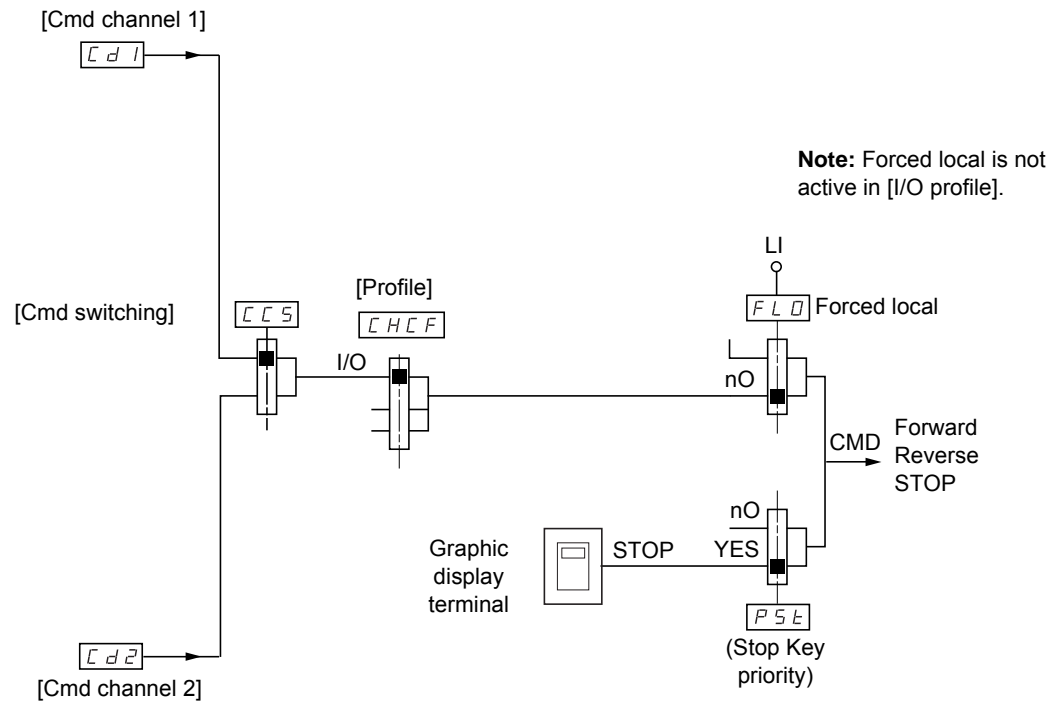 [Cmd channel 1]
Cd1
Note: Forced local is not
active in [I/O profile].
LI
[Profile]
[Cmd switching]
CCS
CHCF
FLO
Forced local
I/O
nO
CMD
Forward
Reverse
STOP
nO
Graphic
display
terminal
STOP
YES
PSt
(Stop Key
priority)
Cd2
[Cmd channel 2]